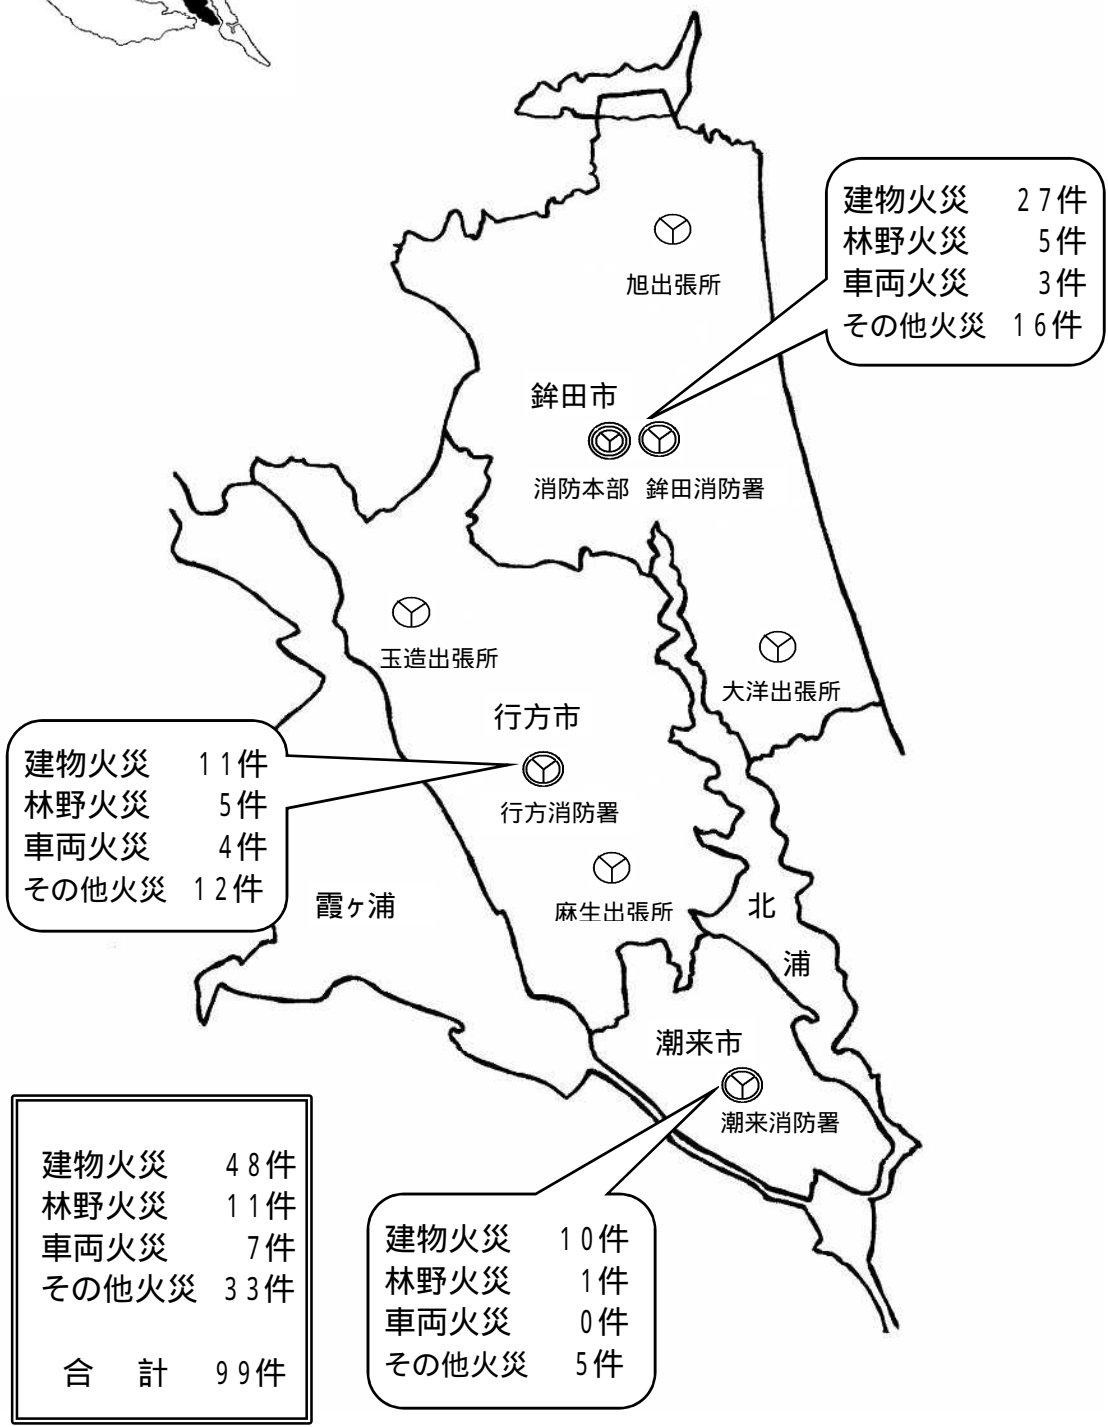 建物火災 27件
林野火災 5件
車両火災 3件
その他火災 16件
旭出張所
鉾田市
消防本部 鉾田消防署
玉造出張所
大洋出張所
行方市
行方消防署
建物火災 11件
林野火災 5件
車両火災 4件
その他火災 12件
霞ヶ浦
麻生出張所
北
浦
潮来市
潮来消防署
建物火災 48件
林野火災 11件
車両火災 7件
その他火災 33件
合 計 99件
建物火災 10件
林野火災 1件
車両火災 0件
その他火災 5件